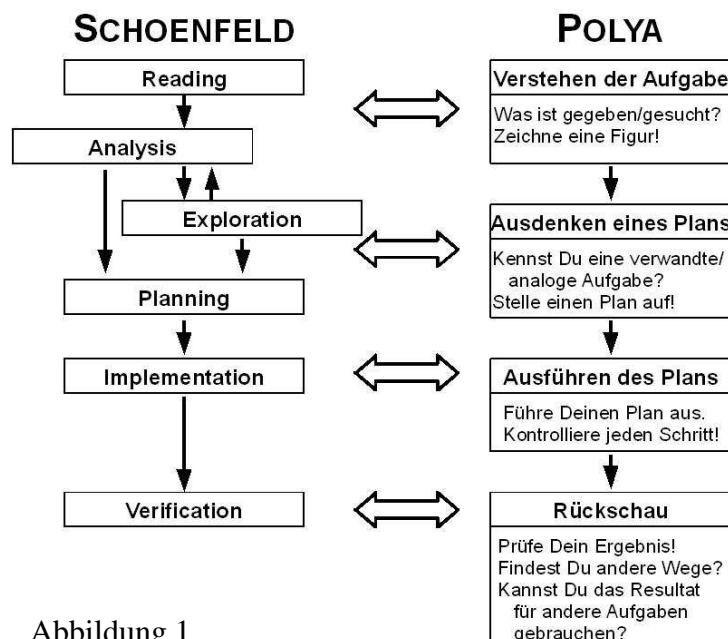 SCHOENFELD
Reading
Analysis
Exploration
Planning
Implementation
Verification
POLYA
Verstehen der Aufgabe
Was ist gegeben/gesucht?
Zeichne eine Figur!
Ausdenken eines Plans
Kennst Du eine verwandte/
analoge Aufgabe?
Stelle einen Plan auf!
Ausführen des Plans
Führe Deinen Plan aus.
Kontrolliere jeden Schritt!
Rückschau
Prüfe Dein Ergebnis!
Findest Du andere Wege?
Kannst Du das Resultat
für andere Aufgaben
gebrauchen?
Abbildung 1